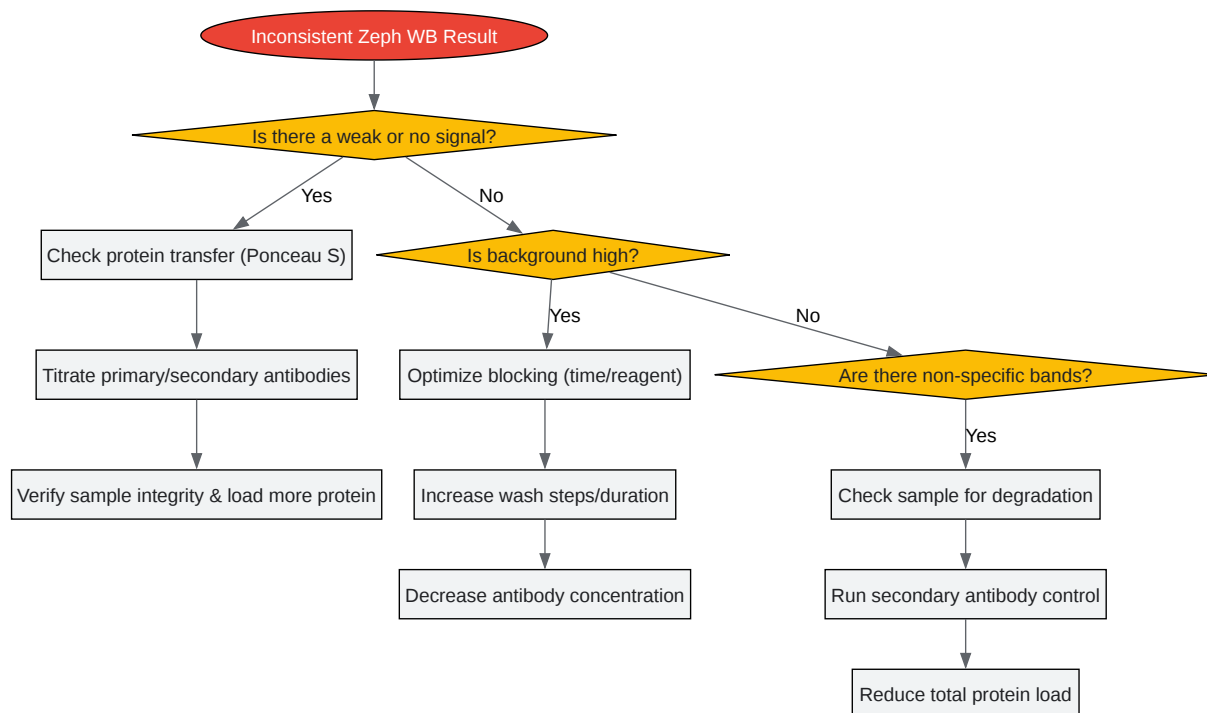 Inconsistent Zeph WB Result
Is there a weak or no signal?
Yes
No
Check protein transfer (Ponceau S)
Is background high?
Yes
No
Titrate primary/secondary antibodies
Optimize blocking (time/reagent)
Are there non-specific bands?
Yes
Verify sample integrity & load more protein
Increase wash steps/duration
Check sample for degradation
Decrease antibody concentration
Run secondary antibody control
Reduce total protein load